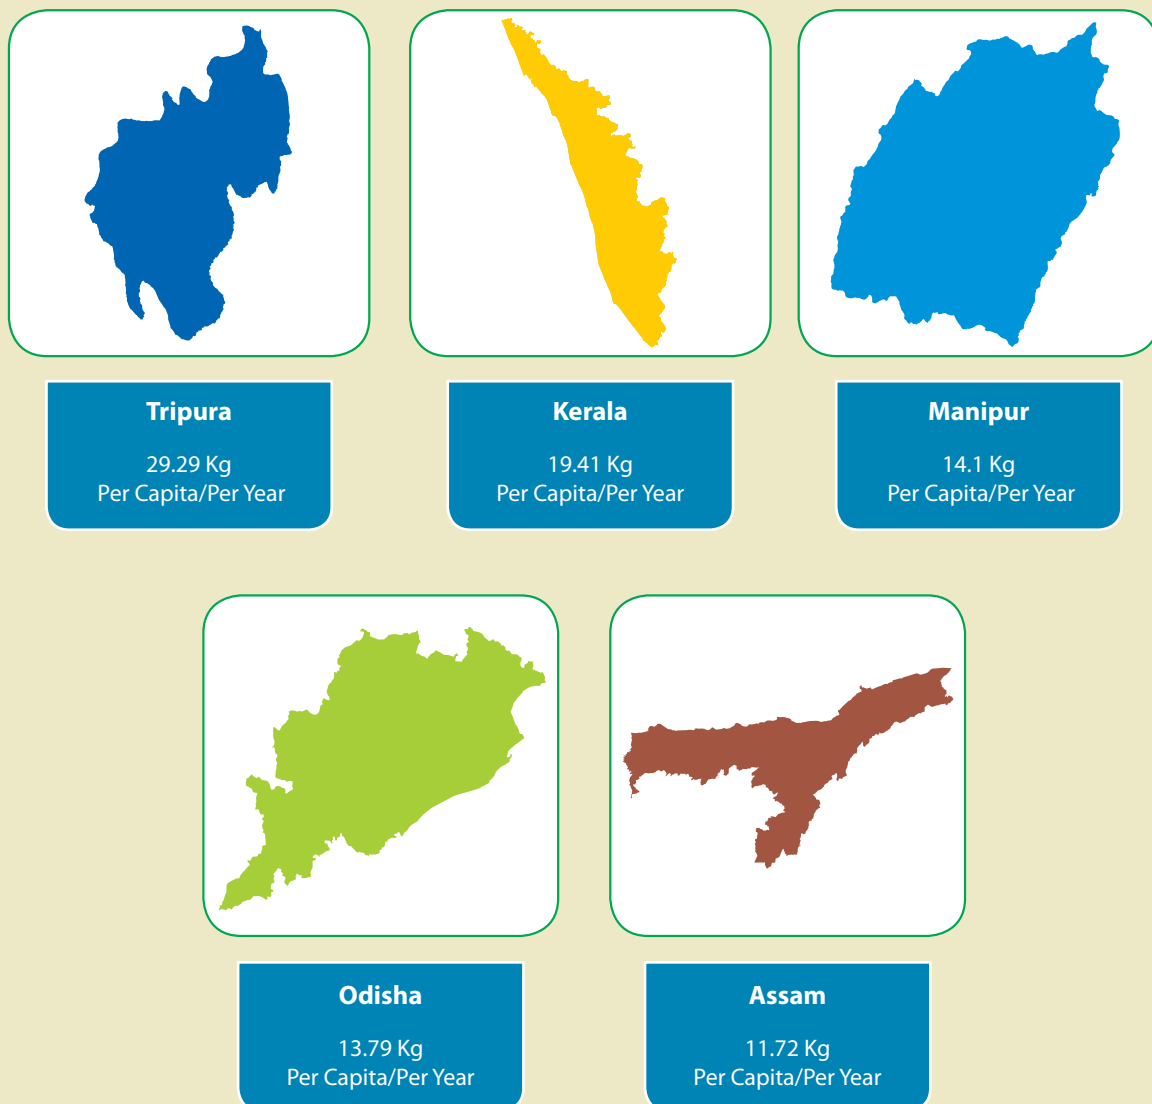 Tripura
29.29 Kg
Per Capita/Per Year
Kerala
19.41 Kg
Per Capita/Per Year
Manipur
14.1 Kg
Per Capita/Per Year
Odisha
13.79 Kg
Per Capita/Per Year
Assam
11.72 Kg
Per Capita/Per Year